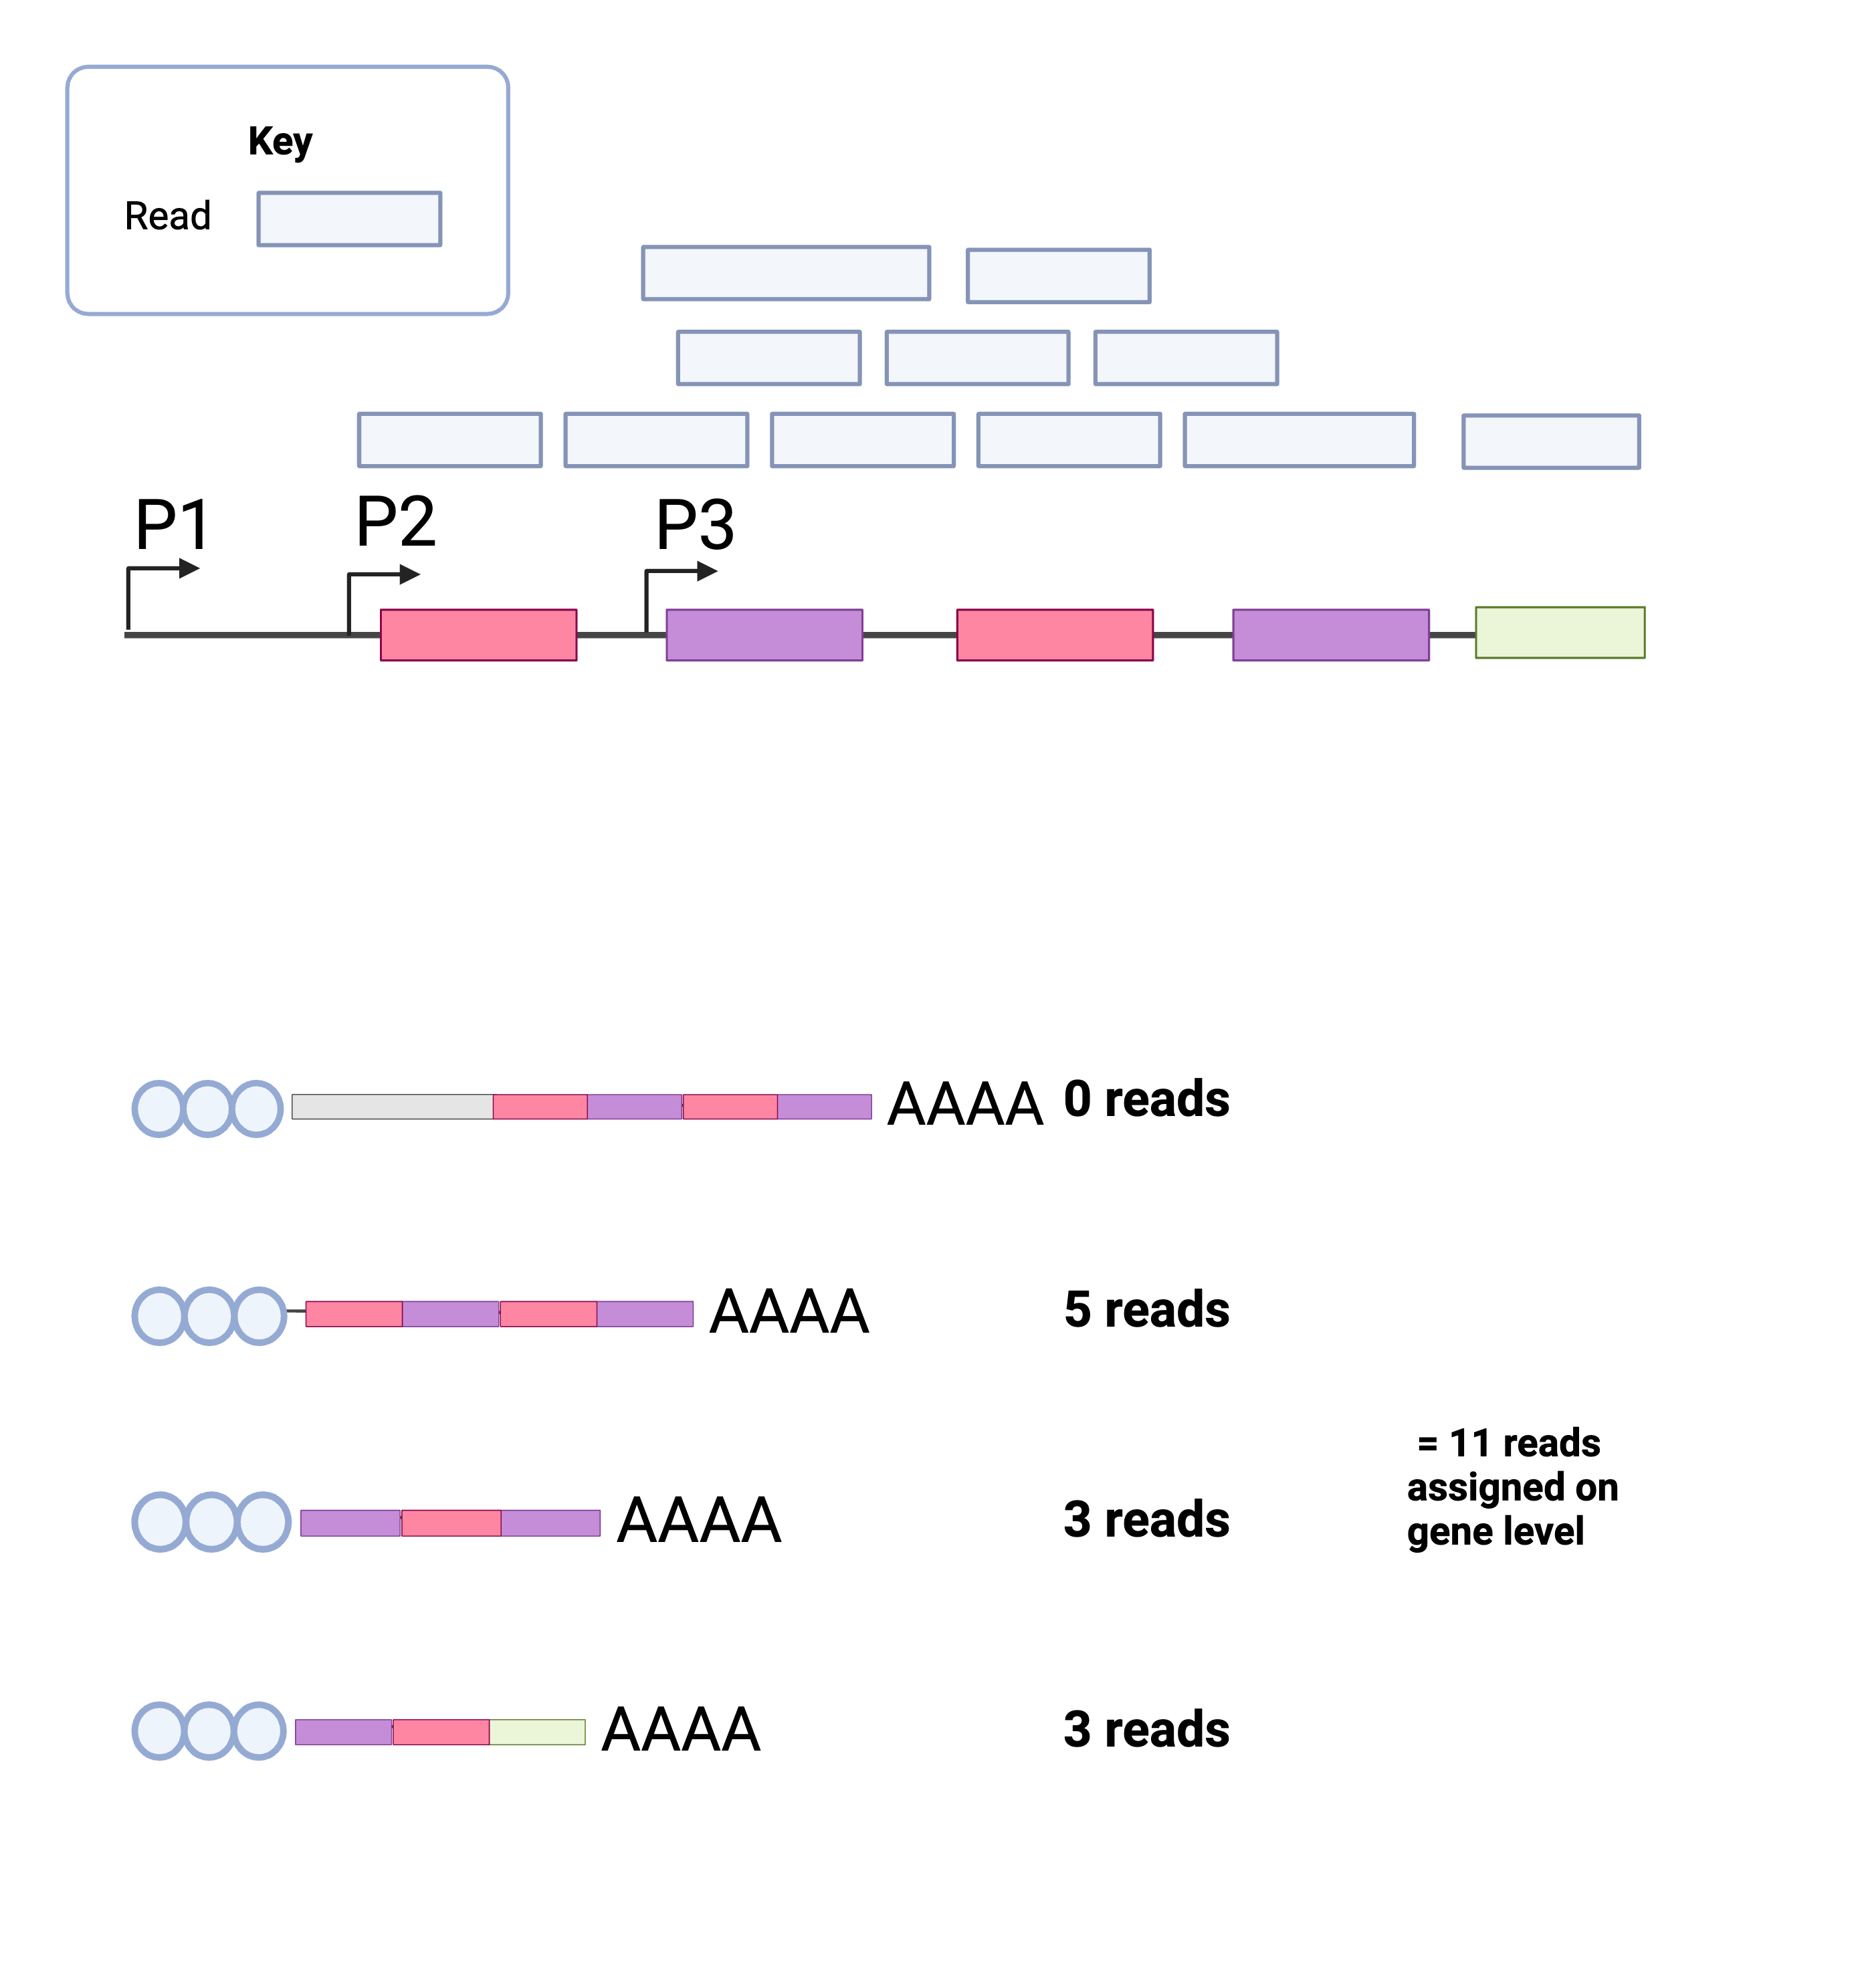 Key
Read
P1
P2
P3
AAAA 0 reads
AAAA 5 reads
= 11 reads
assigned on
gene level
AAAA 3 reads
AAAA 3 reads